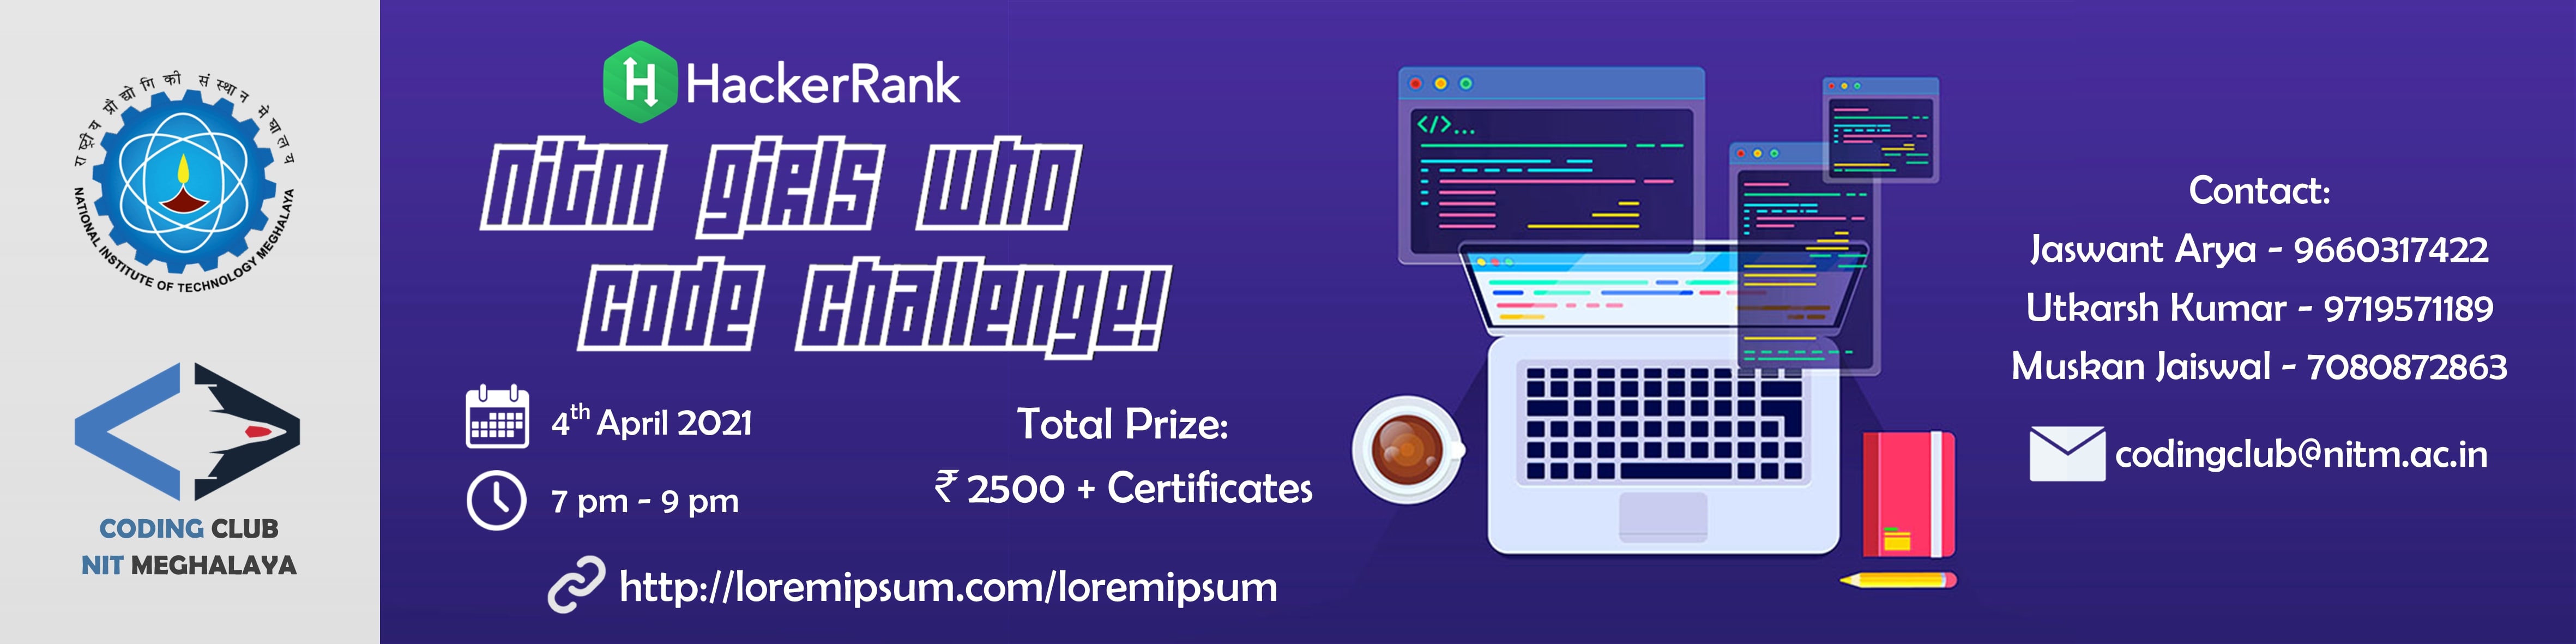 राष्ट्रीय प्रौद्योगिकी संस्थान मेघालय
NATIONAL INSTITUTE OF TECHNOLOGY MEGHALAYA
CODING CLUB
NIT MEGHALAYA
H HackerRank
nitm girls who
code challenge!
4th April 2021
7 pm - 9 pm
Total Prize:
₹ 2500 + Certificates
http://loremipsum.com/loremipsum
</>...
Contact:
Jaswant Arya - 9660317422
Utkarsh Kumar - 9719571189
Muskan Jaiswal - 7080872863
codingclub@nitm.ac.in